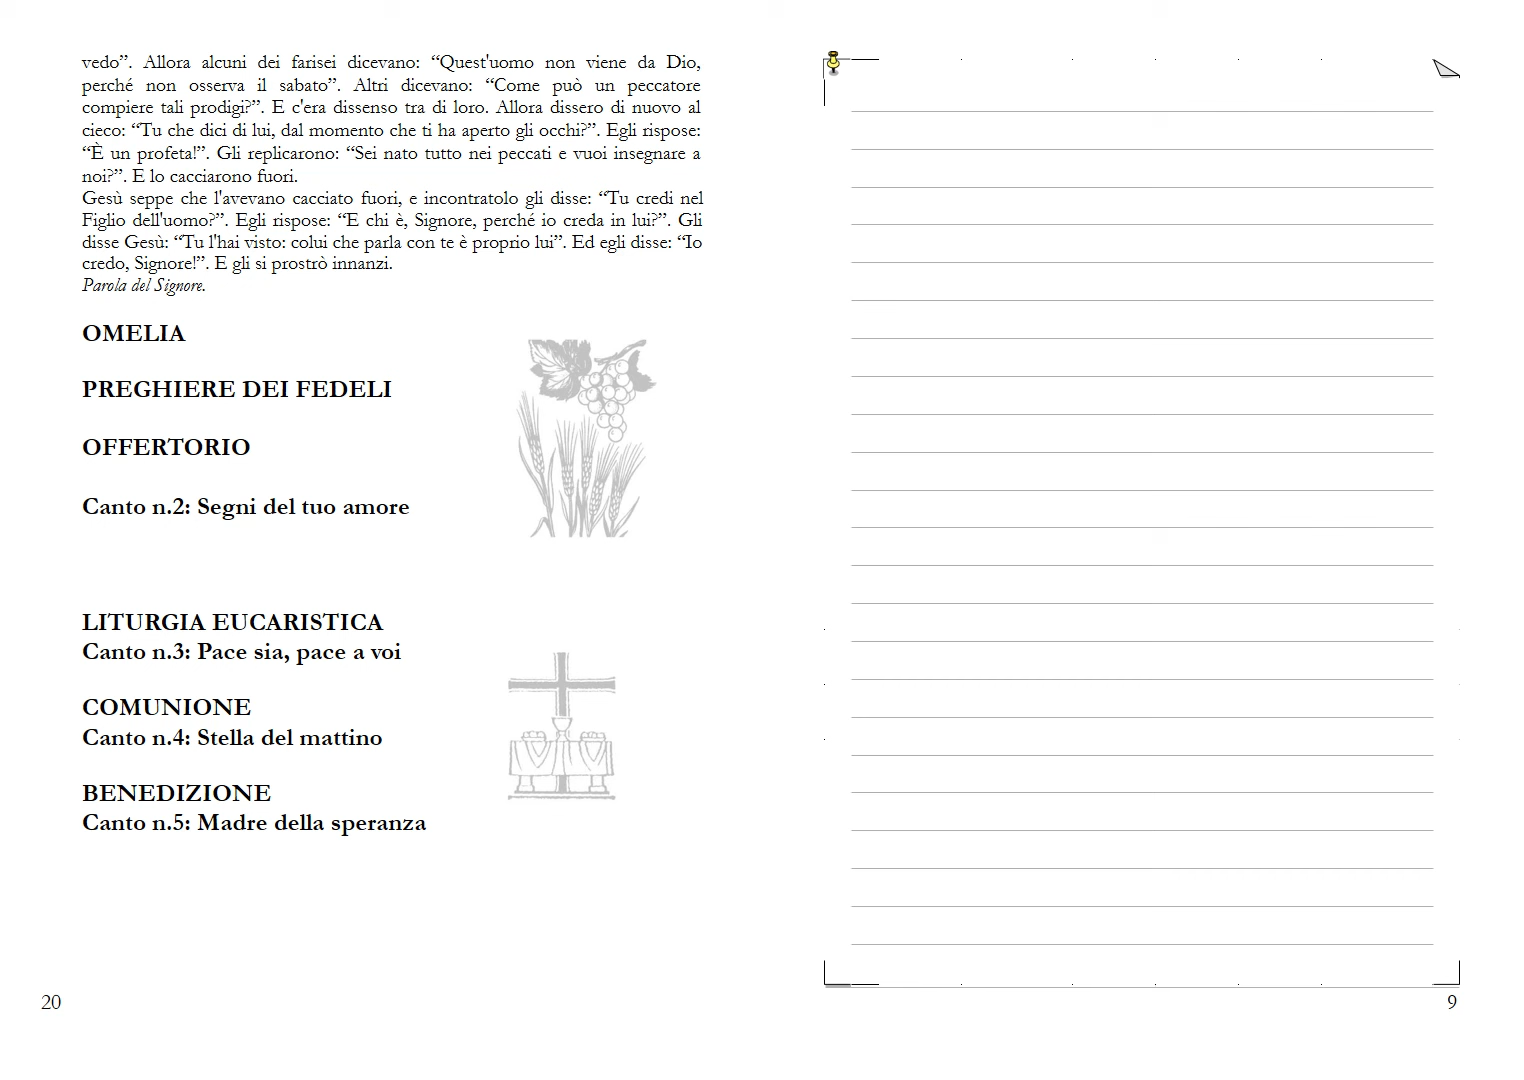 vedo”. Allora alcuni dei farisei dicevano: “Quest'uomo non viene da Dio,
perché non osserva il sabato”. Altri dicevano: “Come può un peccatore
compiere tali prodigi?”. E c'era dissenso tra di loro. Allora dissero di nuovo al
cieco: “Tu che dici di lui, dal momento che ti ha aperto gli occhi?”. Egli rispose:
“È un profeta!”. Gli replicarono: “Sei nato tutto nei peccati e vuoi insegnare a
noi?”. E lo cacciarono fuori.
Gesù seppe che l'avevano cacciato fuori, e incontratolo gli disse: “Tu credi nel
Figlio dell'uomo?”. Egli rispose: “E chi è, Signore, perché io creda in lui?”. Gli
disse Gesù: “Tu l'hai visto: colui che parla con te è proprio lui”. Ed egli disse: “Io
credo, Signore!”. E gli si prostrò innanzi.
Parola del Signore.
OMELIA
PREGHIERE DEI FEDELI
OFFERTORIO
Canto n.2: Segni del tuo amore
LITURGIA EUCARISTICA
Canto n.3: Pace sia, pace a voi
COMUNIONE
Canto n.4: Stella del mattino
BENEDIZIONE
Canto n.5: Madre della speranza
20
9